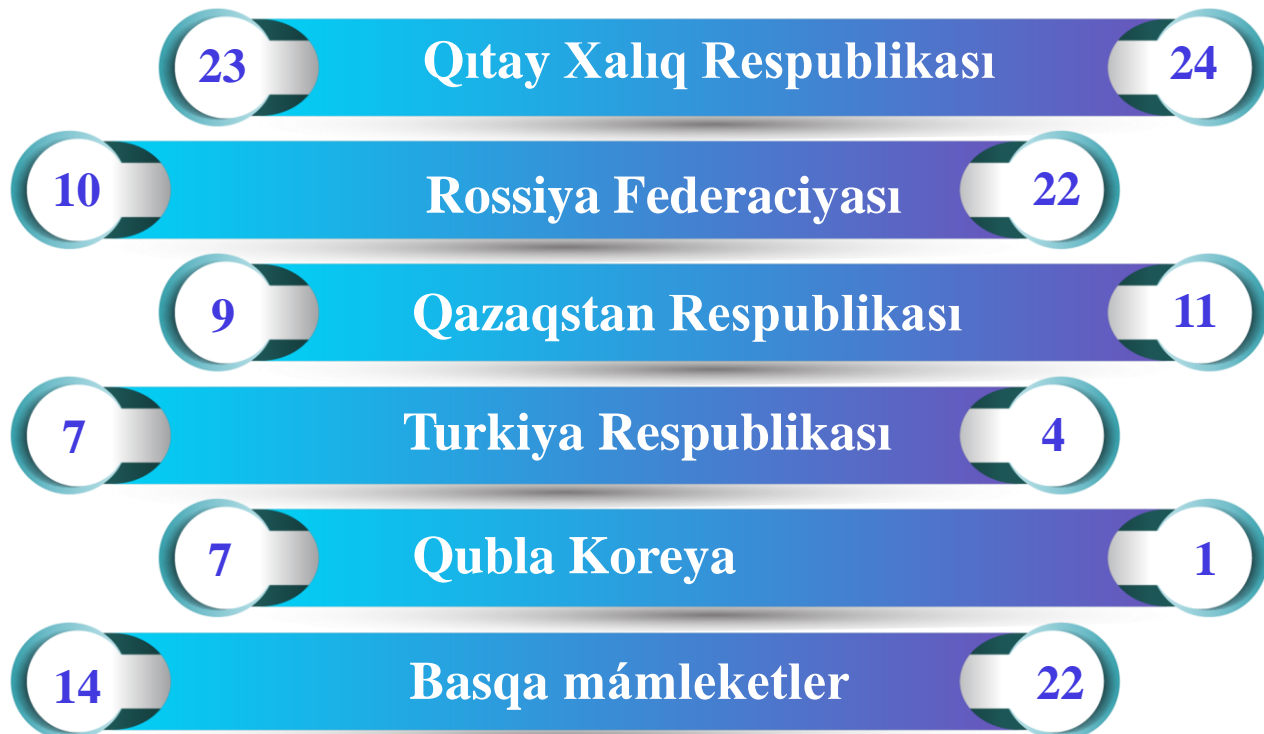 23 Qıtay Xalıq Respublikası 24
10 Rossiya Federaciyası 22
9 Qazaqstan Respublikası 11
7 Turkiya Respublikası 4
7 Qubla Koreya 1
14 Basqa mámleketler 22